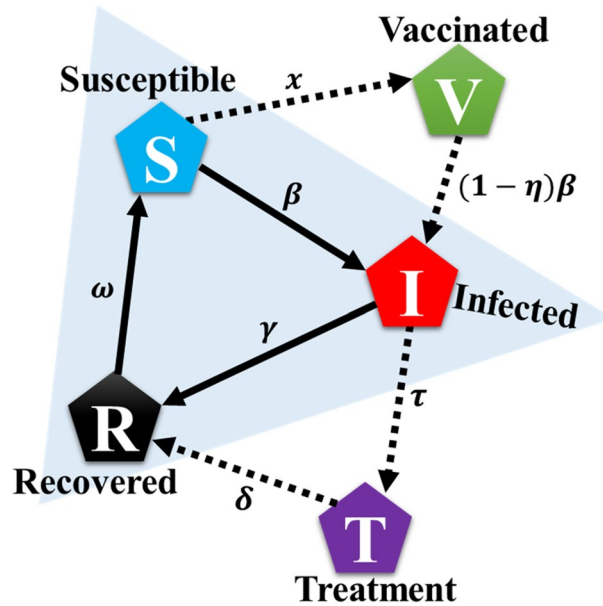 Vaccinated
V
Susceptible
x
S
(1 − η)β
β
I
Infected
ω
γ
τ
R
Recovered
δ
T
Treatment